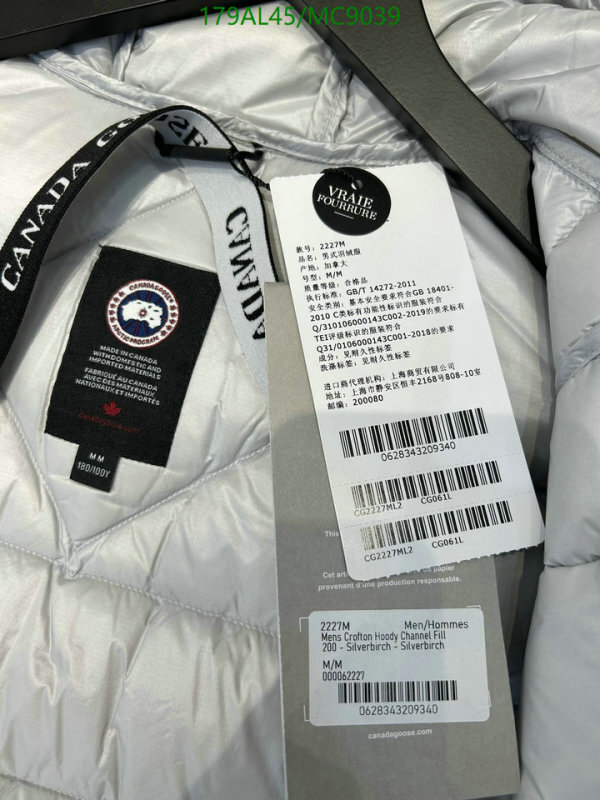 179AL45/MC9039
CANADA GOOSE
CANADA
CANADA GOOSE
ARCTIC PROGRAM
MADE IN CANADA
WITH DOMESTIC AND
IMPORTED MATERIALS
FABRIQUÉ AU CANADA
AVEC DES MATÉRIAUX
NATIONAUX ET IMPORTÉS
canadagoose.com
M M
180/100Y
VRAIE
FOURRURE
款号: 2227M
品名: 男式羽绒服
产地: 加拿大
号型: M/M
质量等级: 合格品
执行标准: GB/T 14272-2011
安全类别: 基本安全要求符合GB 18401-
2010 C类标有功能性标识的服装符合
Q/310106000143C002-2019的要求标有
TEI评级标识的服装符合
Q31/0106000143C001-2018的要求
成分: 见耐久性标签
洗涤标签: 见耐久性标签
进口商代理机构: 上海商贸有限公司
地址: 上海市静安区恒丰2168号808-10室
邮编: 200080
0628343209340
CG2227ML2 CG061L
CG2227ML2 CG061L
This
Cet
du papier
provenant d'une production responsable.
2227M Men/Hommes
Mens Crofton Hoody Channel Fill
200 - Silverbirch - Silverbirch
M/M
000062227
0628343209340
canadagoose.com